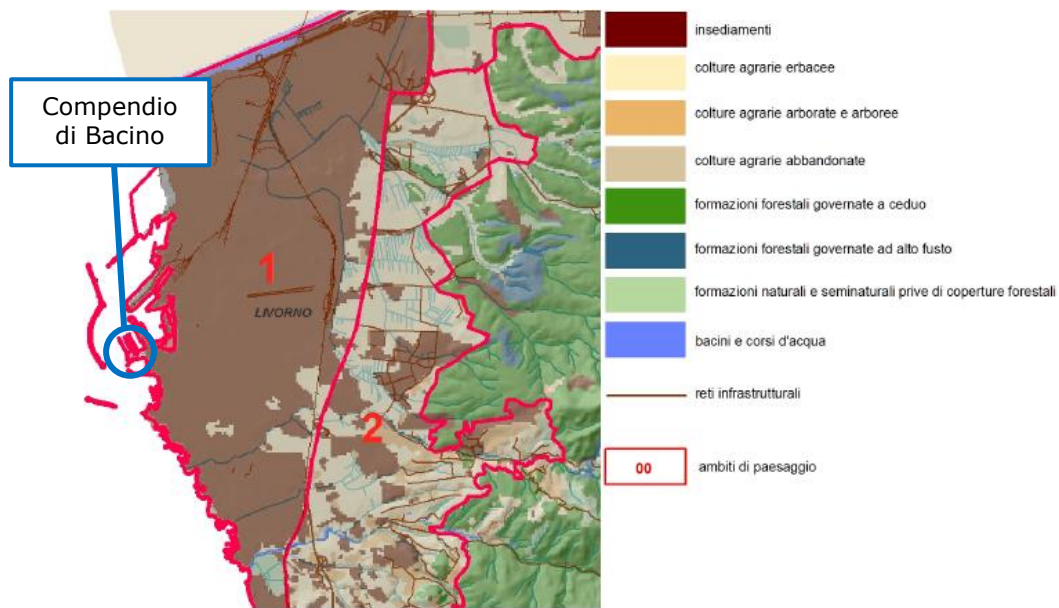 Compendio
di Bacino
1
LIVORNO
2
insediamenti
colture agrarie erbacee
colture agrarie arborate e arboree
colture agrarie abbandonate
formazioni forestali governate a ceduo
formazioni forestali governate ad alto fusto
formazioni naturali e seminaturali prive di coperture forestali
bacini e corsi d'acqua
reti infrastrutturali
00 ambiti di paesaggio